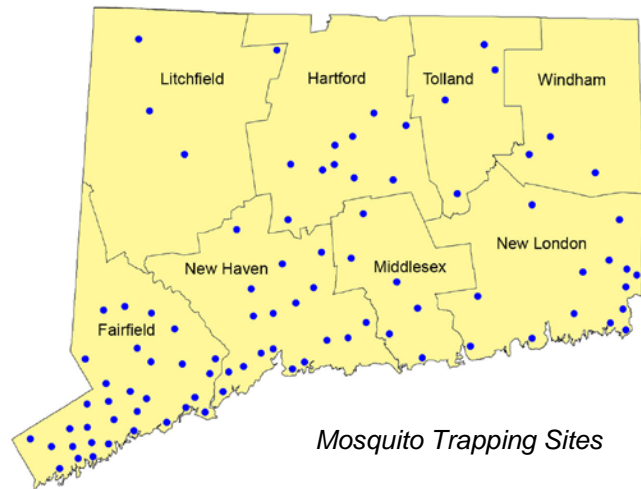 Litchfield
Hartford
Tolland
Windham
New Haven
Middlesex
New London
Fairfield
Mosquito Trapping Sites